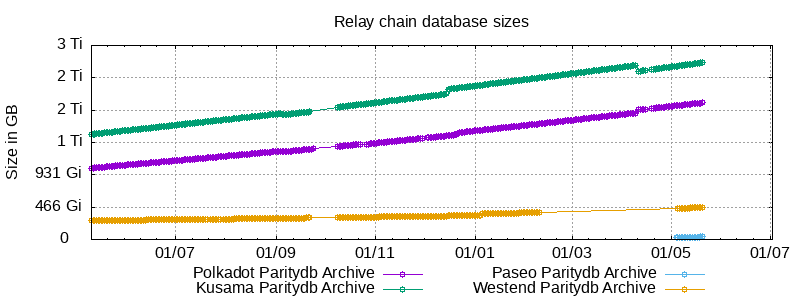 Relay chain database sizes
3 Ti
2 Ti
2 Ti
1 Ti
931 Gi
466 Gi
0
Size in GB
01/07 01/09 01/11 01/01 01/03 01/05 01/07
Polkadot Paritydb Archive Paseo Paritydb Archive
Kusama Paritydb Archive Westend Paritydb Archive